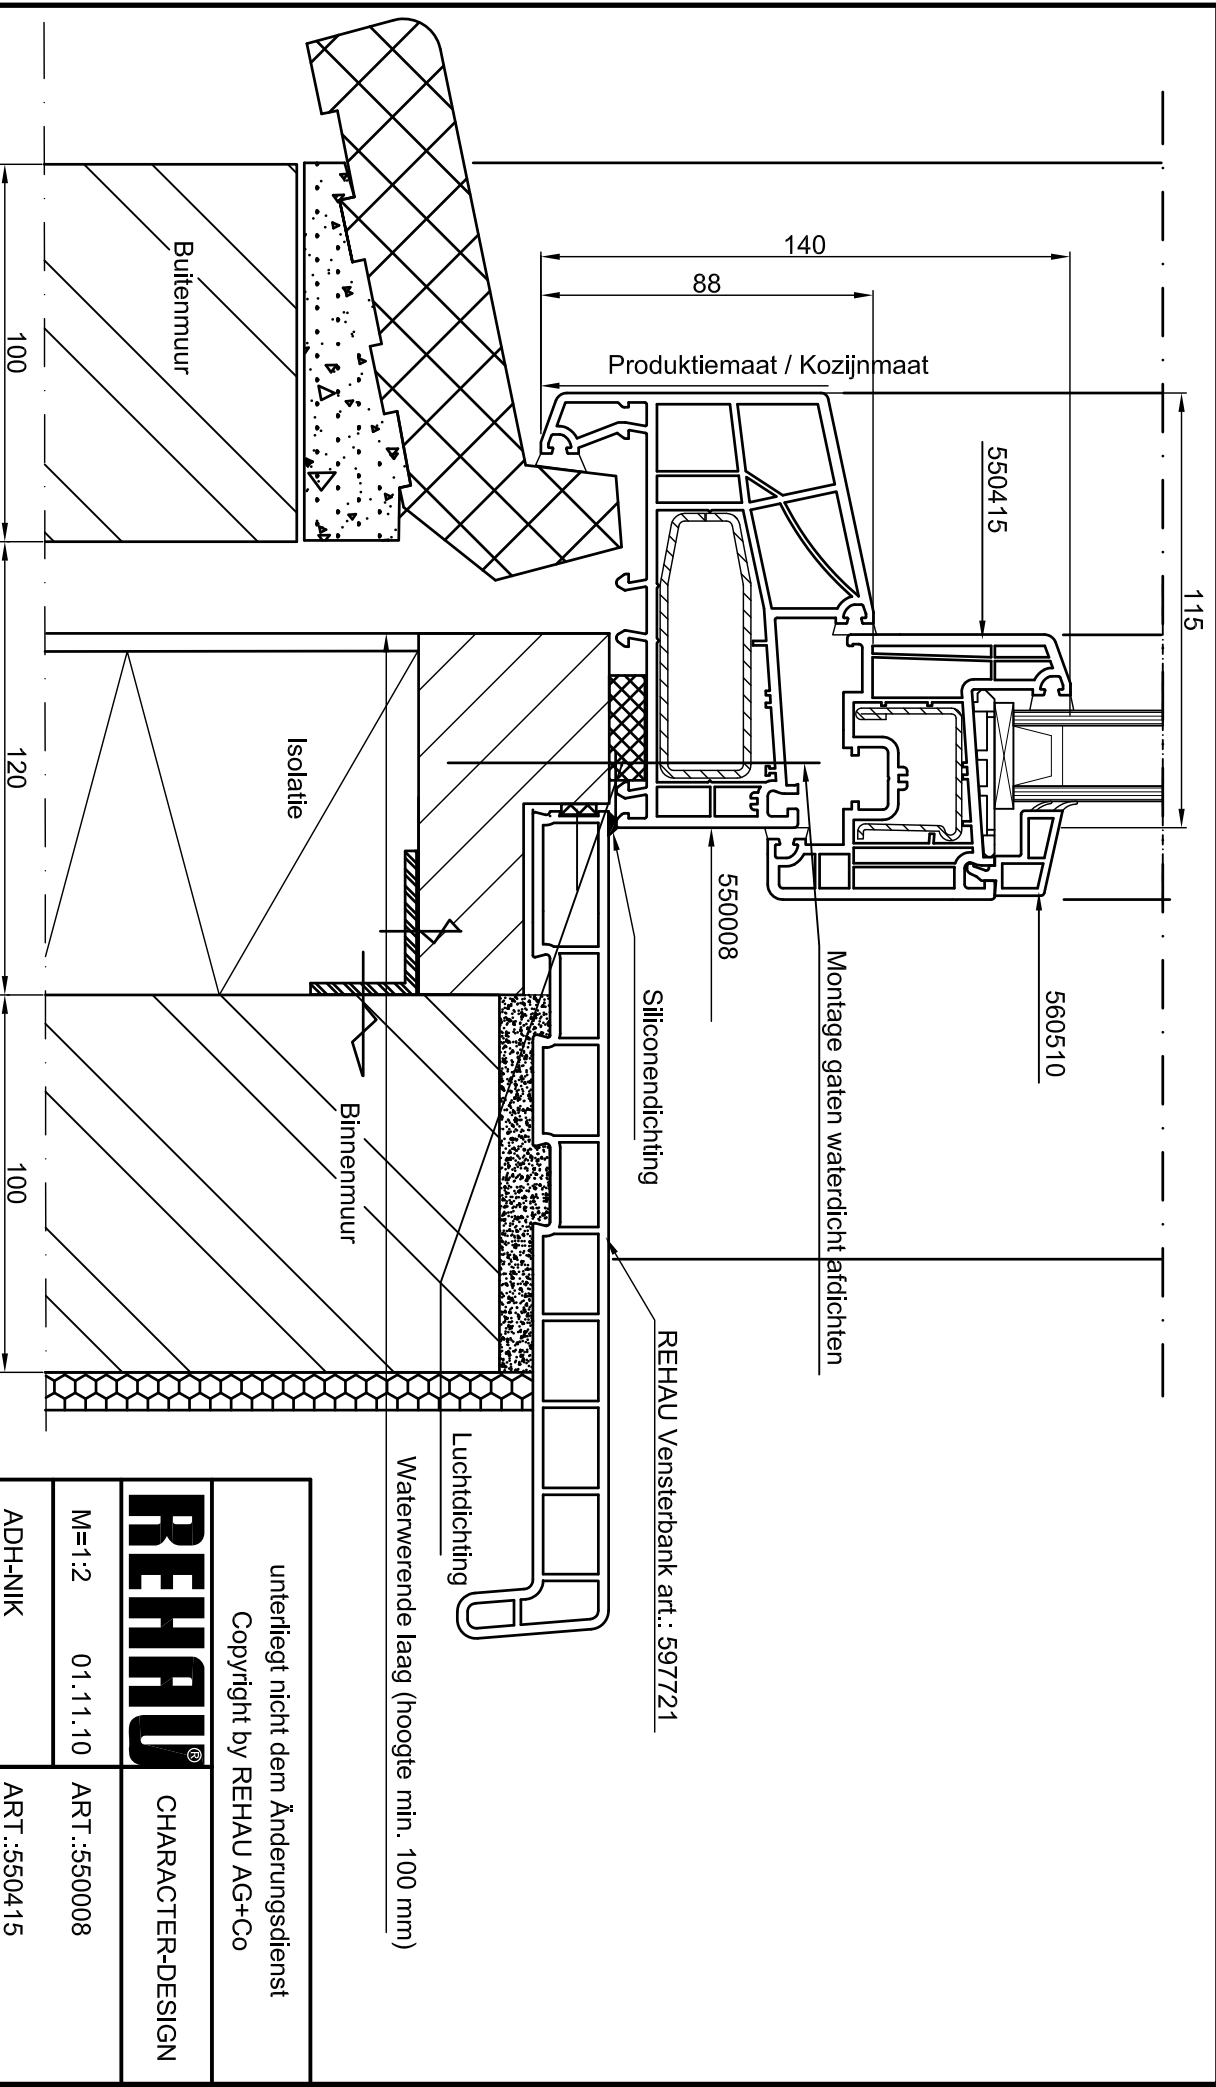 115
140
88
Produktiemaat / Kozijnmaat
550415
560510
550008
Montage gaten waterdicht afdichten
Siliconendichting
REHAU Vensterbank art.: 597721
Luchtdichting
Waterwerende laag (hoogte min. 100 mm)
Buitenmuur
Isolatie
Binnenmuur
100
120
100
unterliegt nicht dem Änderungsdienst
Copyright by REHAU AG+Co
REHAU®
CHARACTER-DESIGN
M=1:2
01.11.10
ART.:550008
ADH-NIK
ART.:550415